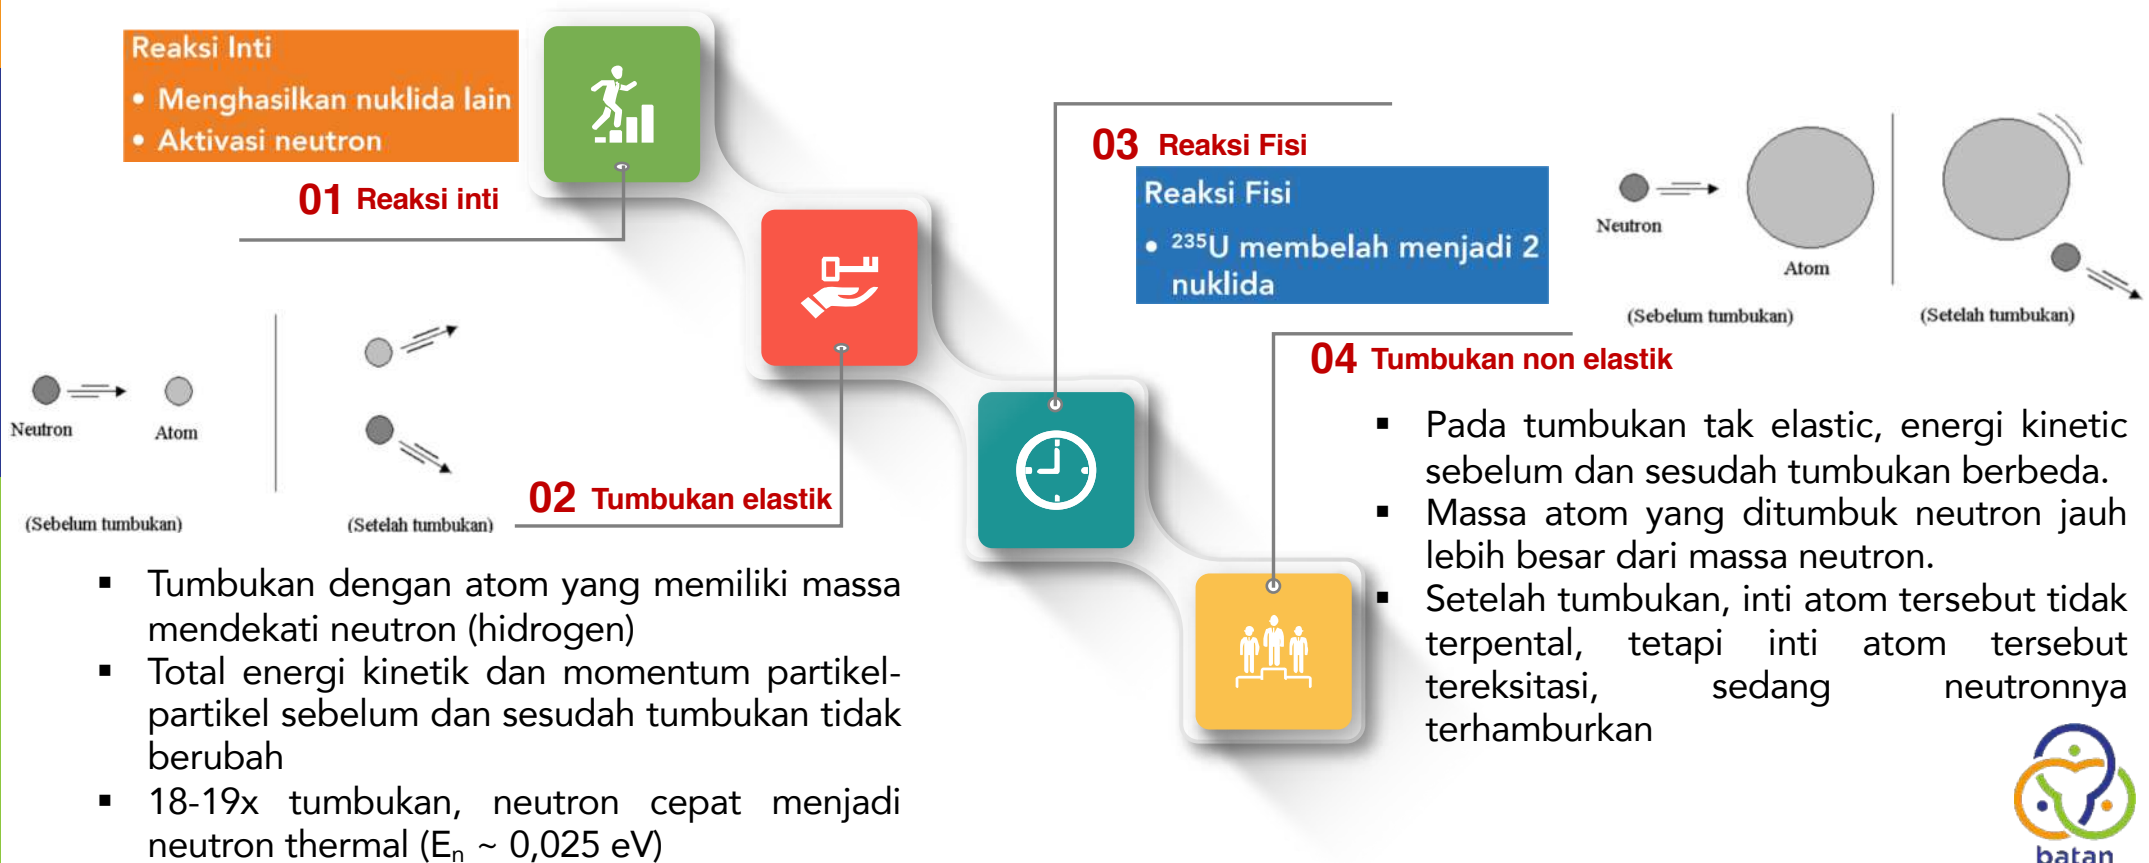 Reaksi Inti
• Menghasilkan nuklida lain
• Aktivasi neutron
01 Reaksi inti
Neutron
Atom
(Sebelum tumbukan)
(Setelah tumbukan)
02 Tumbukan elastik
▪ Tumbukan dengan atom yang memiliki massa
mendekati neutron (hidrogen)
▪ Total energi kinetik dan momentum partikel-
partikel sebelum dan sesudah tumbukan tidak
berubah
▪ 18-19x tumbukan, neutron cepat menjadi
neutron thermal (Eₙ ~ 0,025 eV)
03 Reaksi Fisi
Reaksi Fisi
• ²³⁵U membelah menjadi 2
nuklida
Neutron
Atom
(Sebelum tumbukan)
(Setelah tumbukan)
04 Tumbukan non elastik
▪ Pada tumbukan tak elastic, energi kinetic
sebelum dan sesudah tumbukan berbeda.
▪ Massa atom yang ditumbuk neutron jauh
lebih besar dari massa neutron.
▪ Setelah tumbukan, inti atom tersebut tidak
terpental, tetapi inti atom tersebut
tereksitasi, sedang neutronnya
terhamburkan
batan